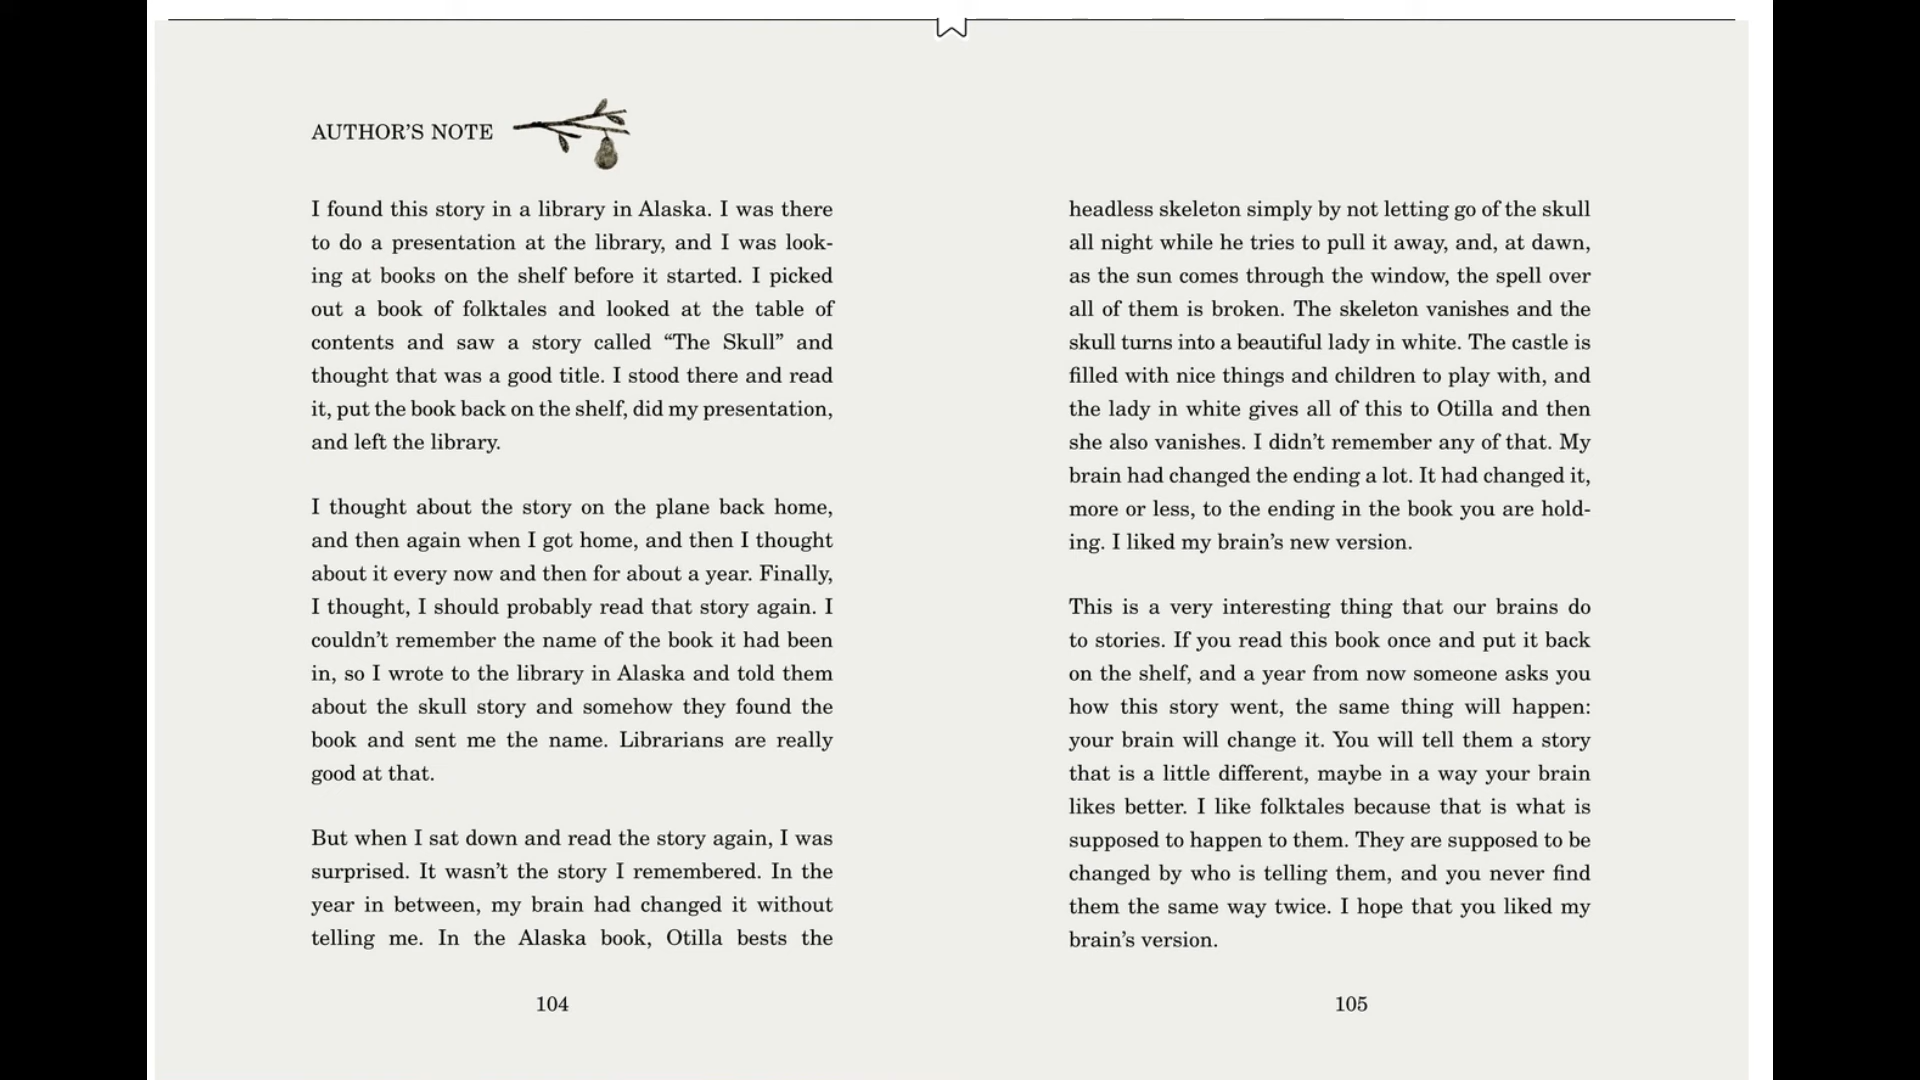 AUTHOR'S NOTE
I found this story in a library in Alaska. I was there
to do a presentation at the library, and I was look-
ing at books on the shelf before it started. I picked
out a book of folktales and looked at the table of
contents and saw a story called “The Skull” and
thought that was a good title. I stood there and read
it, put the book back on the shelf, did my presentation,
and left the library.
I thought about the story on the plane back home,
and then again when I got home, and then I thought
about it every now and then for about a year. Finally,
I thought, I should probably read that story again. I
couldn’t remember the name of the book it had been
in, so I wrote to the library in Alaska and told them
about the skull story and somehow they found the
book and sent me the name. Librarians are really
good at that.
But when I sat down and read the story again, I was
surprised. It wasn’t the story I remembered. In the
year in between, my brain had changed it without
telling me. In the Alaska book, Otilla bests the
104
headless skeleton simply by not letting go of the skull
all night while he tries to pull it away, and, at dawn,
as the sun comes through the window, the spell over
all of them is broken. The skeleton vanishes and the
skull turns into a beautiful lady in white. The castle is
filled with nice things and children to play with, and
the lady in white gives all of this to Otilla and then
she also vanishes. I didn’t remember any of that. My
brain had changed the ending a lot. It had changed it,
more or less, to the ending in the book you are hold-
ing. I liked my brain’s new version.
This is a very interesting thing that our brains do
to stories. If you read this book once and put it back
on the shelf, and a year from now someone asks you
how this story went, the same thing will happen:
your brain will change it. You will tell them a story
that is a little different, maybe in a way your brain
likes better. I like folktales because that is what is
supposed to happen to them. They are supposed to be
changed by who is telling them, and you never find
them the same way twice. I hope that you liked my
brain’s version.
105